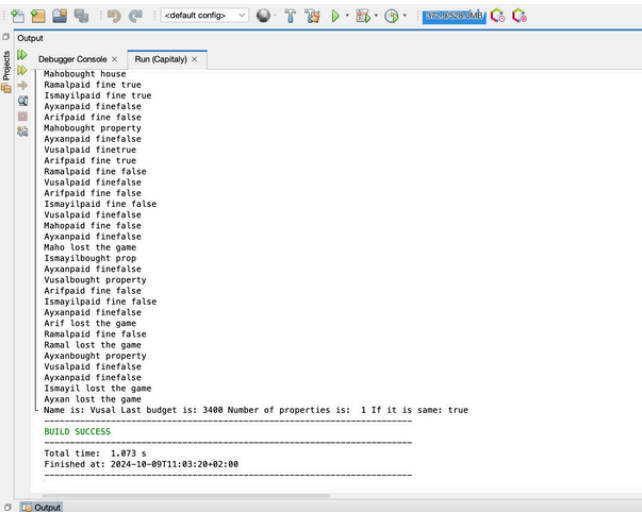 <default config>
Output
Projects
Debugger Console ×
Run (Capitaly) ×
Mahobought house
Ramalpaid fine true
Ismayilpaid fine true
Ayxanpaid finefalse
Arifpaid fine false
Mahobought property
Ayxanpaid finefalse
Vusalpaid finetrue
Arifpaid fine true
Ramalpaid fine false
Vusalpaid finefalse
Arifpaid fine false
Ismayilpaid fine false
Vusalpaid finefalse
Mahopaid fine false
Ayxanpaid finefalse
Maho lost the game
Ismayilbought prop
Ayxanpaid finefalse
Vusalbought property
Arifpaid fine false
Ismayilpaid fine false
Ayxanpaid finefalse
Arif lost the game
Ramalpaid fine false
Ramal lost the game
Ayxanbought property
Vusalpaid finefalse
Ayxanpaid finefalse
Ismayil lost the game
Ayxan lost the game
Name is: Vusal Last budget is: 3400 Number of properties is:  1 If it is same: true
------------------------------------------------------------------------
BUILD SUCCESS
------------------------------------------------------------------------
Total time:  1.073 s
Finished at: 2024-10-09T11:03:20+02:00
------------------------------------------------------------------------
Output